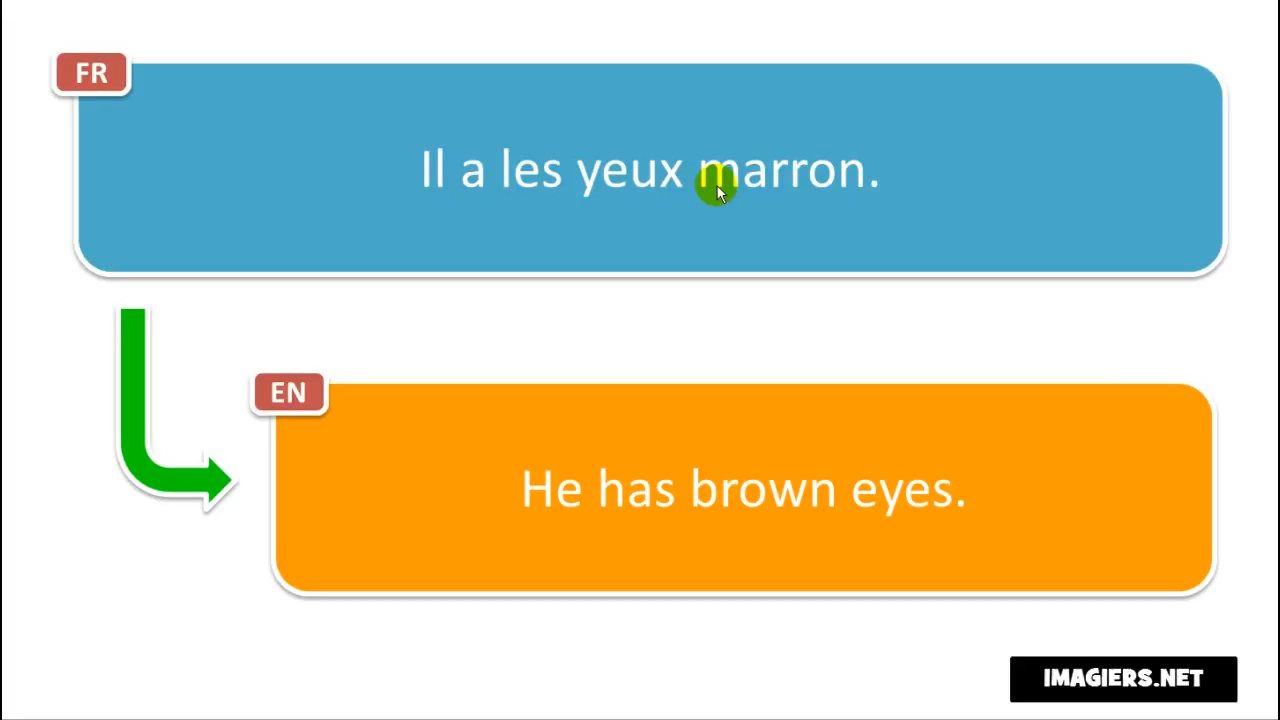 FR
Il a les yeux marron.
EN
He has brown eyes.
IMAGIERS.NET